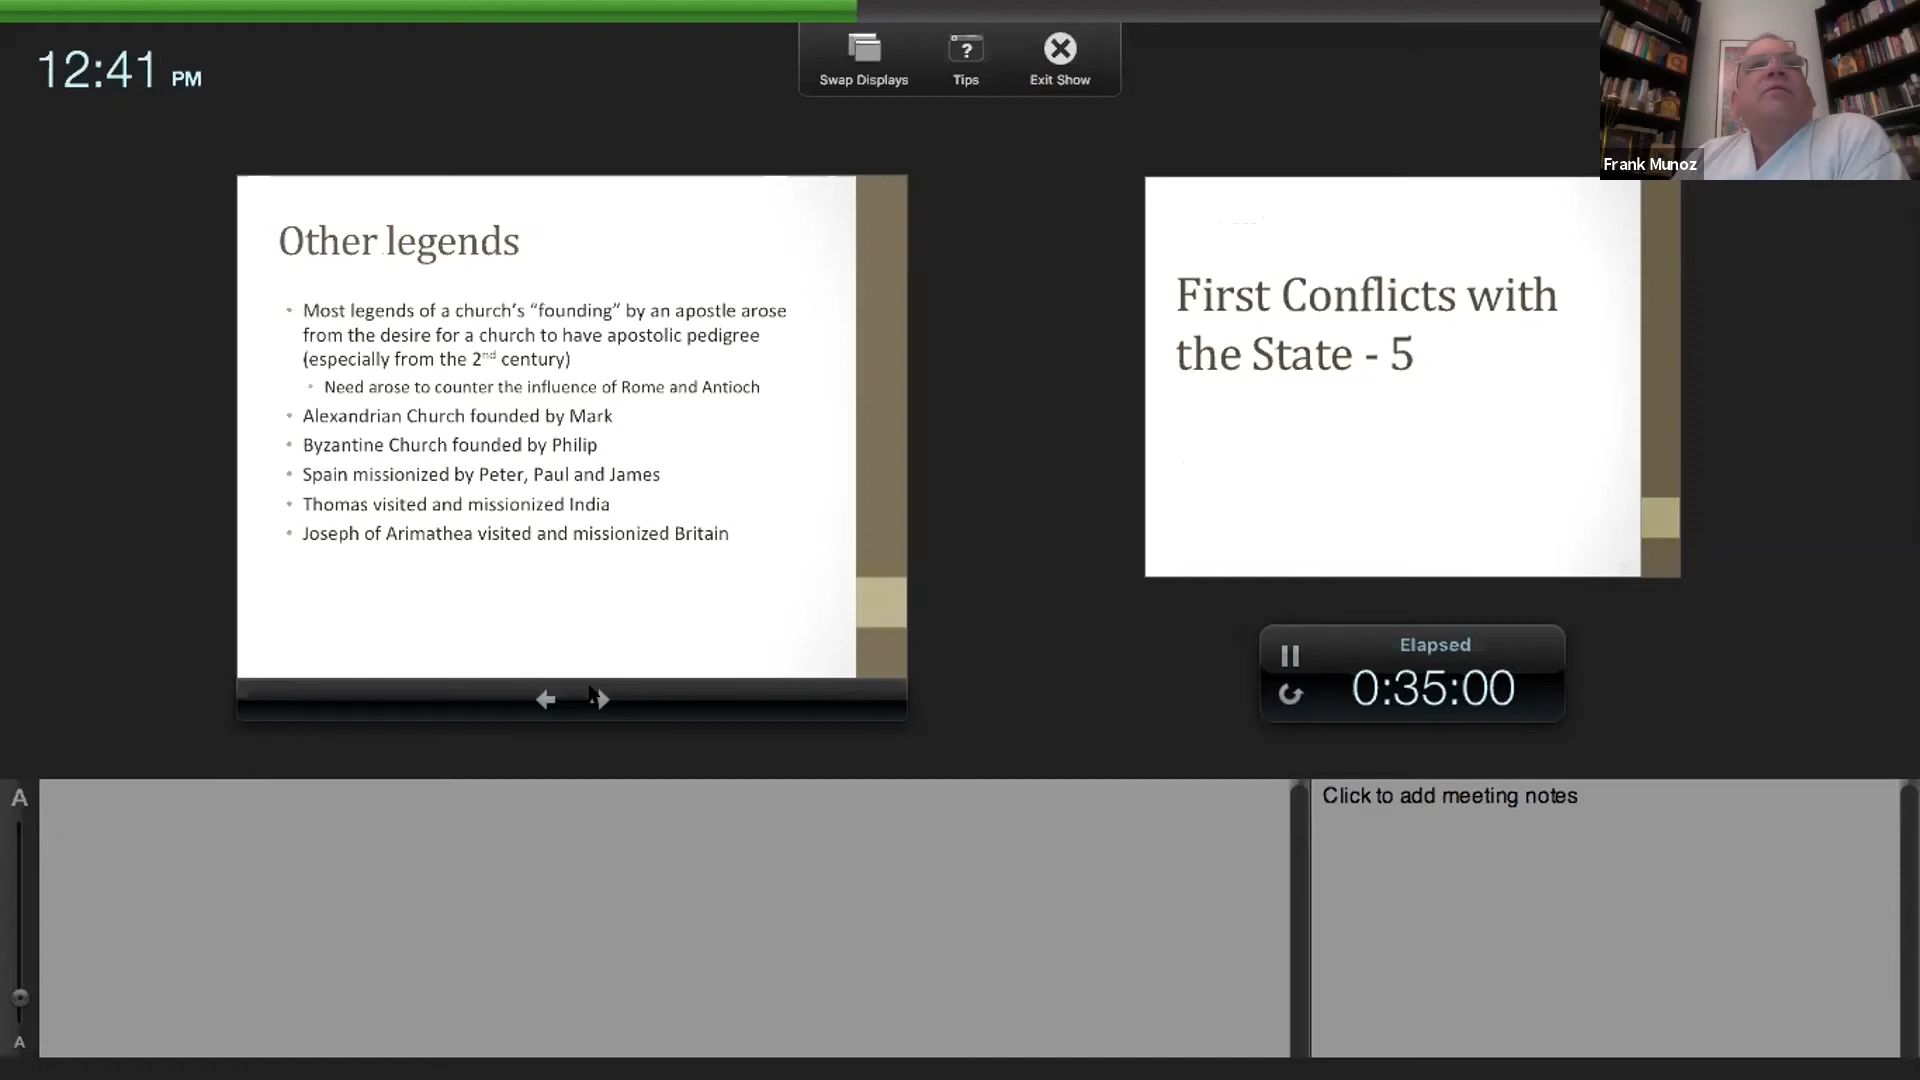 12:41 PM
Swap Displays
Tips
Exit Show
Frank Munoz
Other legends
• Most legends of a church's “founding” by an apostle arose
from the desire for a church to have apostolic pedigree
(especially from the 2nd century)
• Need arose to counter the influence of Rome and Antioch
• Alexandrian Church founded by Mark
• Byzantine Church founded by Philip
• Spain missionized by Peter, Paul and James
• Thomas visited and missionized India
• Joseph of Arimathea visited and missionized Britain
First Conflicts with
the State - 5
Elapsed
0:35:00
A
A
Click to add meeting notes